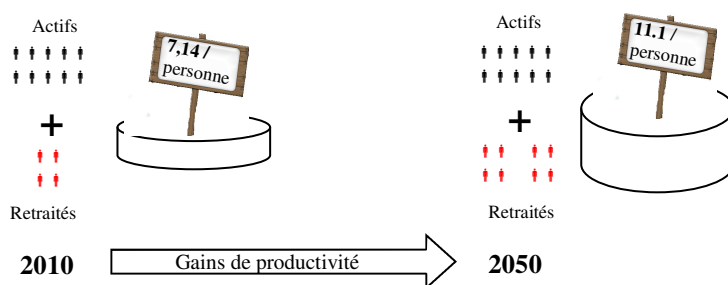 Actifs
7,14 /
personne
Retraités
2010
Gains de productivité
Actifs
11.1 /
personne
Retraités
2050